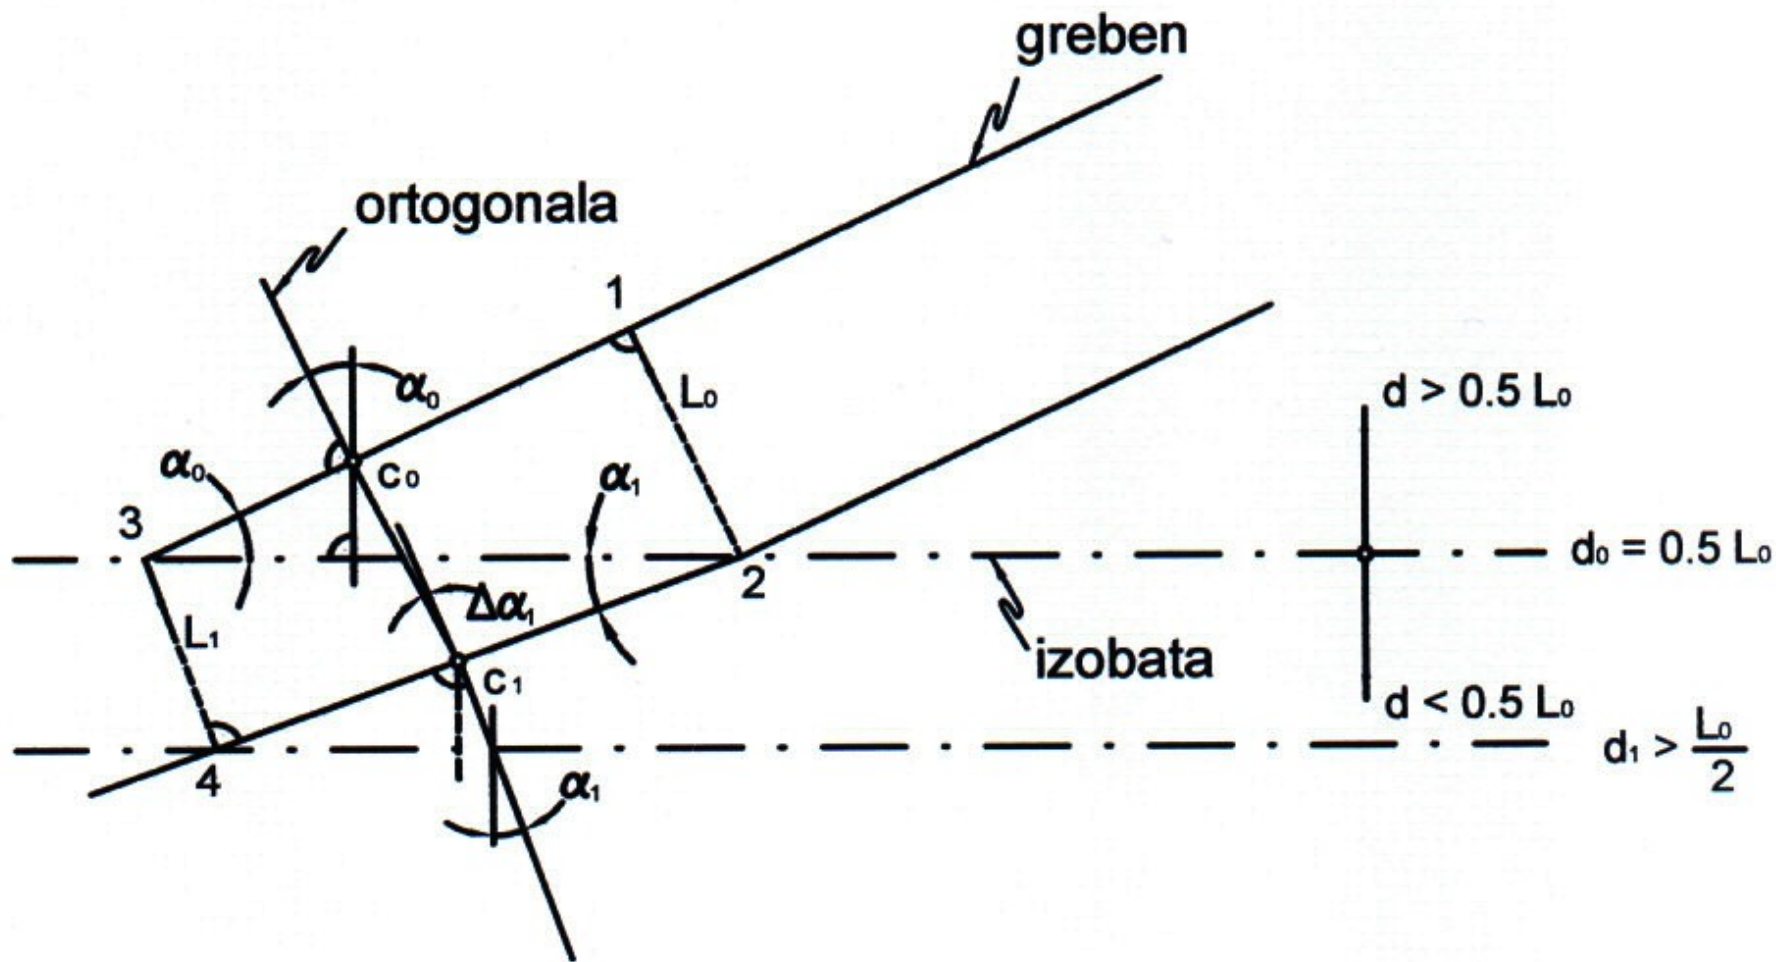 greben
ortogonala
1
α₀
L₀
d > 0.5 L₀
α₀
c₀
α₁
3
d₀ = 0.5 L₀
2
Δα₁
L₁
izobata
c₁
d < 0.5 L₀
d₁ > L₀/2
4
α₁